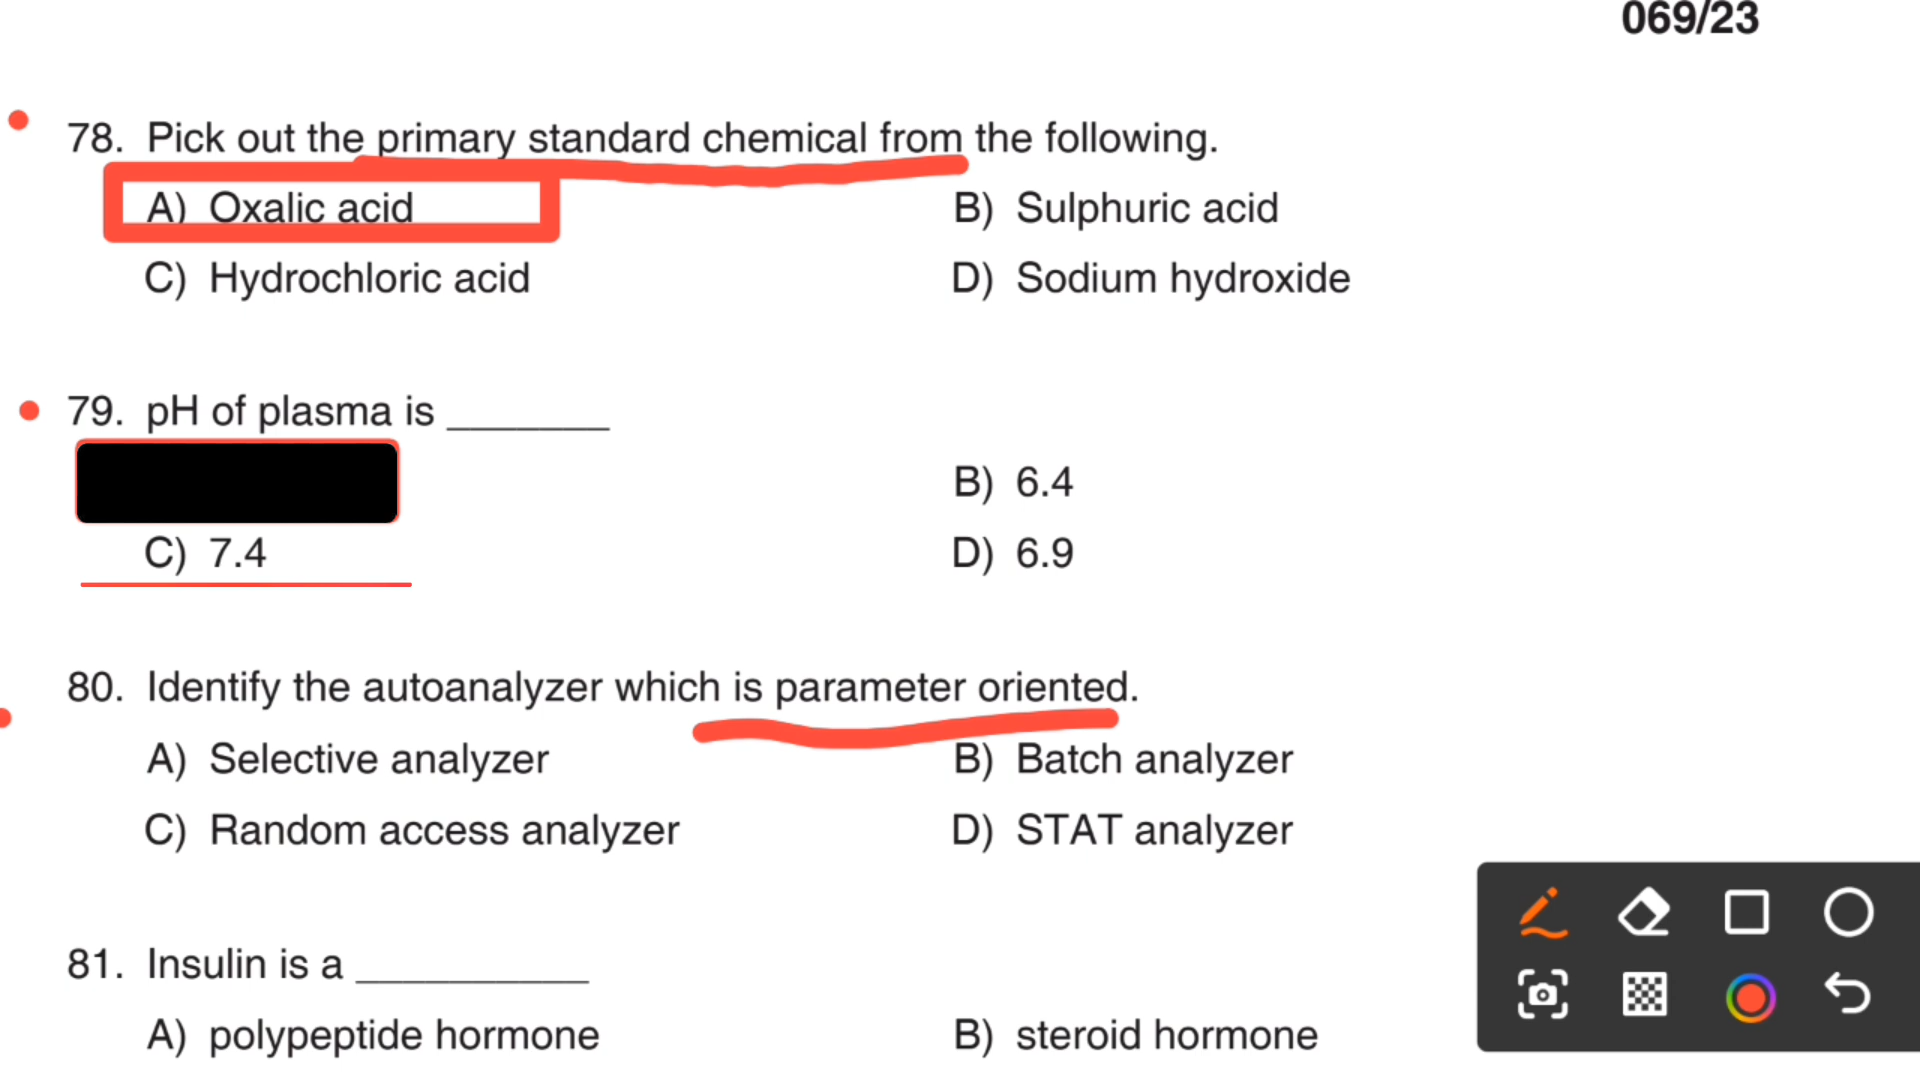 069/23
78. Pick out the primary standard chemical from the following.
A) Oxalic acid B) Sulphuric acid
C) Hydrochloric acid D) Sodium hydroxide
79. pH of plasma is _______
B) 6.4
C) 7.4 D) 6.9
80. Identify the autoanalyzer which is parameter oriented.
A) Selective analyzer B) Batch analyzer
C) Random access analyzer D) STAT analyzer
81. Insulin is a __________
A) polypeptide hormone B) steroid hormone